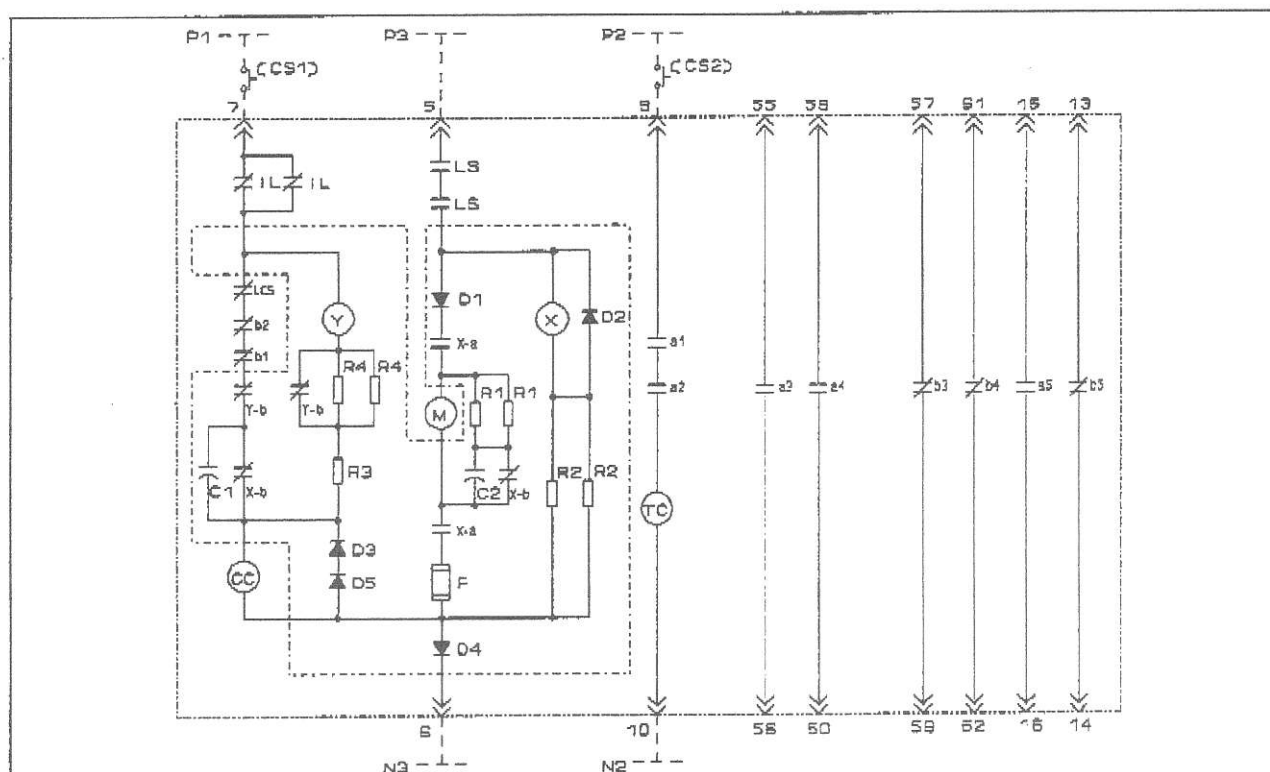 P1 P3 P2
(CS1) (CS2)
7 5 9 55 59 57 61 15 13
IL IL LS
LS
LCS
D1
b2 Y X D2
X-a a1
b1 R4 R4
R1 R1 a2 a3 a4 b3 b4 a5 b5
Y-b Y-b M
C1 X-b R3 C2 X-b R2 R2
TC
X-a
D3
CC D5 F
D4
6 10 56 60 59 62 16 14
N3 N2